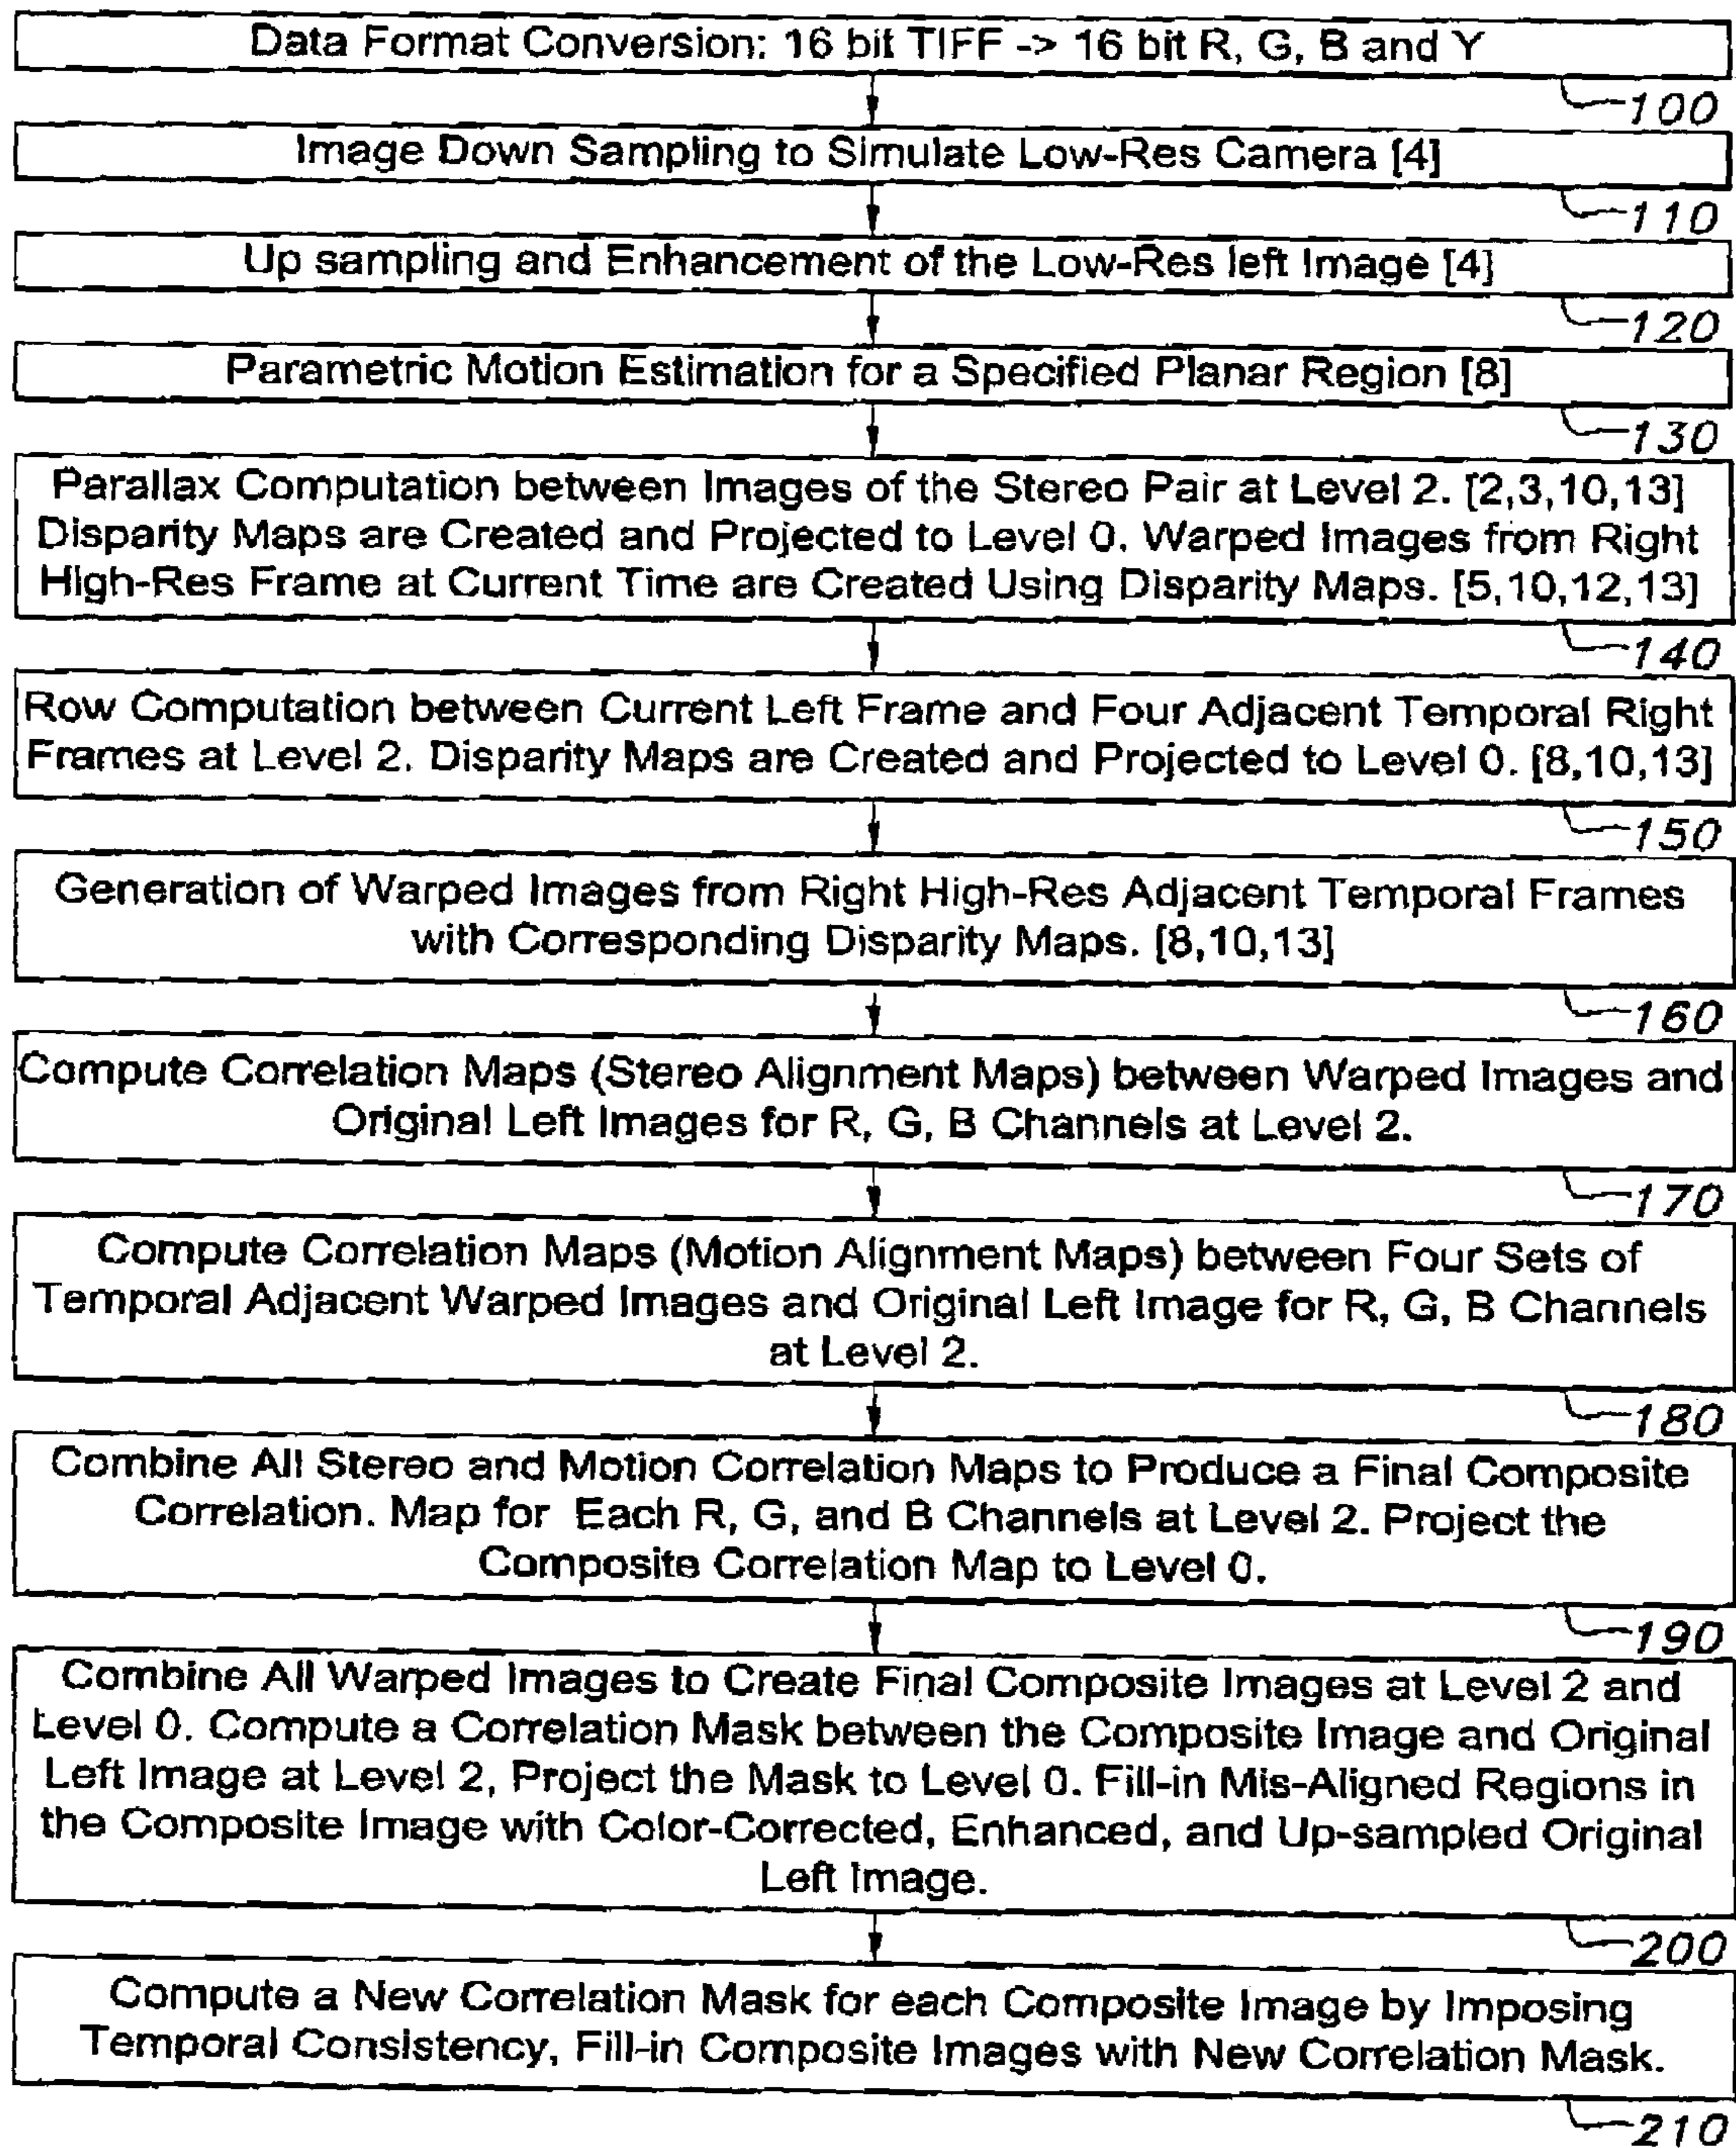 Data Format Conversion: 16 bit TIFF -> 16 bit R, G, B and Y
100
Image Down Sampling to Simulate Low-Res Camera [4]
110
Up sampling and Enhancement of the Low-Res left Image [4]
120
Parametric Motion Estimation for a Specified Planar Region [8]
130
Parallax Computation between Images of the Stereo Pair at Level 2. [2,3,10,13]
Disparity Maps are Created and Projected to Level 0. Warped Images from Right
High-Res Frame at Current Time are Created Using Disparity Maps. [5,10,12,13]
140
Row Computation between Current Left Frame and Four Adjacent Temporal Right
Frames at Level 2. Disparity Maps are Created and Projected to Level 0. [8,10,13]
150
Generation of Warped Images from Right High-Res Adjacent Temporal Frames
with Corresponding Disparity Maps. [8,10,13]
160
Compute Correlation Maps (Stereo Alignment Maps) between Warped Images and
Original Left Images for R, G, B Channels at Level 2.
170
Compute Correlation Maps (Motion Alignment Maps) between Four Sets of
Temporal Adjacent Warped Images and Original Left Image for R, G, B Channels
at Level 2.
180
Combine All Stereo and Motion Correlation Maps to Produce a Final Composite
Correlation. Map for Each R, G, and B Channels at Level 2. Project the
Composite Correlation Map to Level 0.
190
Combine All Warped Images to Create Final Composite Images at Level 2 and
Level 0. Compute a Correlation Mask between the Composite Image and Original
Left Image at Level 2, Project the Mask to Level 0. Fill-in Mis-Aligned Regions in
the Composite Image with Color-Corrected, Enhanced, and Up-sampled Original
Left Image.
200
Compute a New Correlation Mask for each Composite Image by Imposing
Temporal Consistency, Fill-in Composite Images with New Correlation Mask.
210